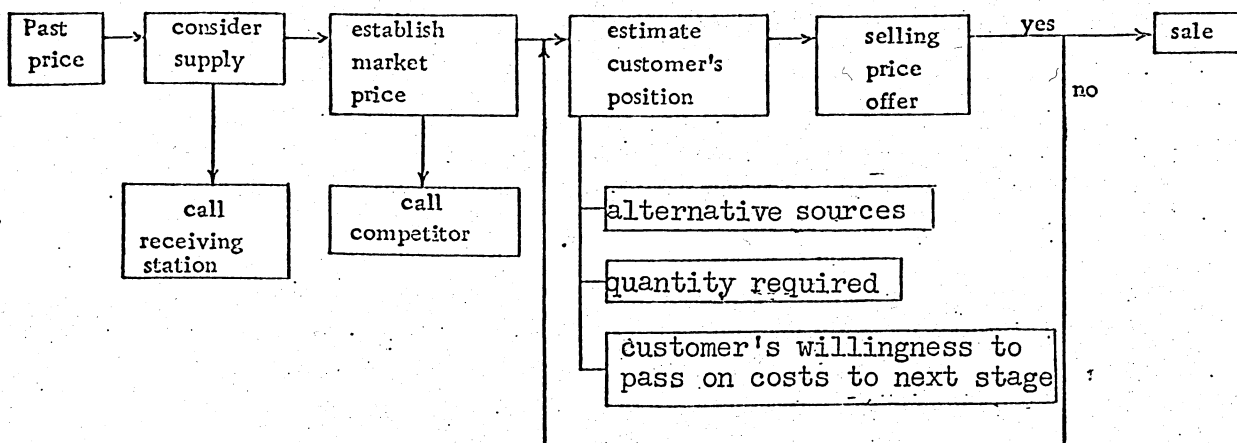 Past
price
consider
supply
establish
market
price
estimate
customer's
position
selling
price
offer
yes
no
sale
call
receiving
station
call
competitor
alternative sources
quantity required
customer's willingness to
pass on costs to next stage